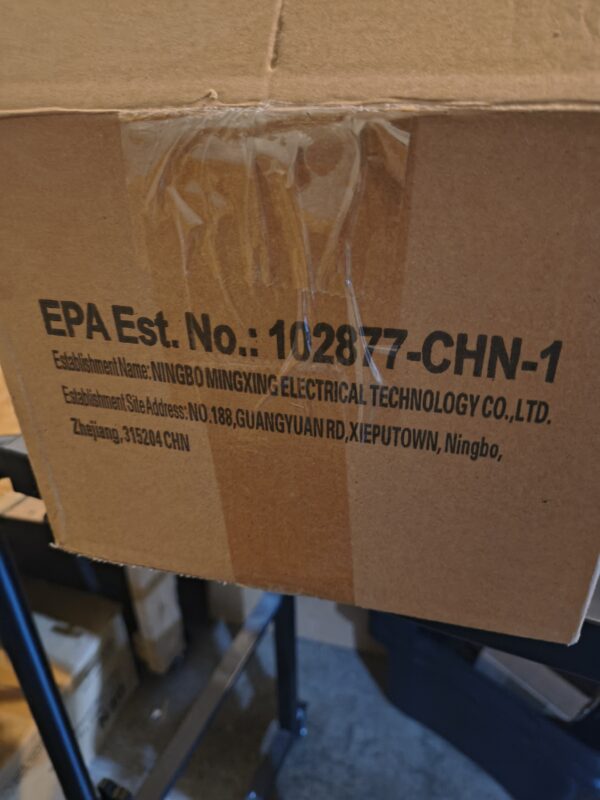 EPA Est. No.: 102877-CHN-1
Establishment Name: NINGBO MINGXING ELECTRICAL TECHNOLOGY CO.,LTD.
Establishment Site Address: NO.188,GUANGYUAN RD,XIEPUTOWN, Ningbo,
Zhejiang,315204 CHN